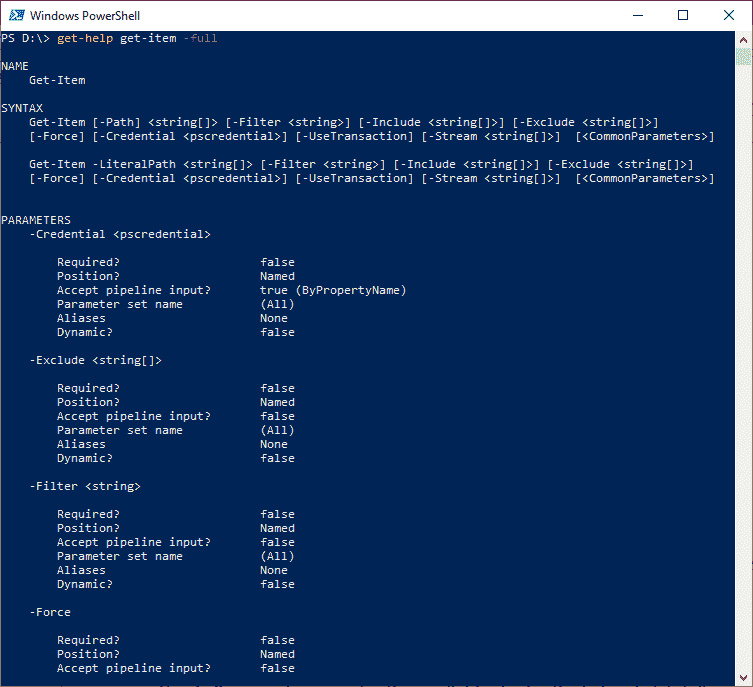 Windows PowerShell
PS D:\> get-help get-item -full
NAME
Get-Item
SYNTAX
Get-Item [-Path] <string[]> [-Filter <string>] [-Include <string[]>] [-Exclude <string[]>]
[-Force] [-Credential <pscredential>] [-UseTransaction] [-Stream <string[]>]  [<CommonParameters>]
Get-Item -LiteralPath <string[]> [-Filter <string>] [-Include <string[]>] [-Exclude <string[]>]
[-Force] [-Credential <pscredential>] [-UseTransaction] [-Stream <string[]>]  [<CommonParameters>]
PARAMETERS
-Credential <pscredential>
Required? false
Position? Named
Accept pipeline input? true (ByPropertyName)
Parameter set name (All)
Aliases None
Dynamic? false
-Exclude <string[]>
Required? false
Position? Named
Accept pipeline input? false
Parameter set name (All)
Aliases None
Dynamic? false
-Filter <string>
Required? false
Position? Named
Accept pipeline input? false
Parameter set name (All)
Aliases None
Dynamic? false
-Force
Required? false
Position? Named
Accept pipeline input? false